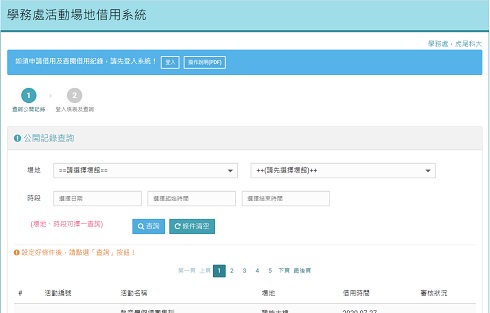 學務處活動場地借用系統
學務處，虎尾科大
如須申請借用及查閱借用紀錄，請先登入系統！ 登入 操作說明(PDF)
1 2
查詢公開記錄 登入填報及查詢
公開記錄查詢
場地 ==請選擇場館== ++(請先選擇場館)++
時段 選擇日期 選擇起始時間 選擇結束時間
(場地、時段可擇一查詢) 查詢 條件清空
設定好條件後，請點選「查詢」按鈕！
第一頁 上頁 1 2 3 4 5 下頁 最後頁
# 活動編號 活動名稱 場地 借用時間 審核狀況
2020-07-27